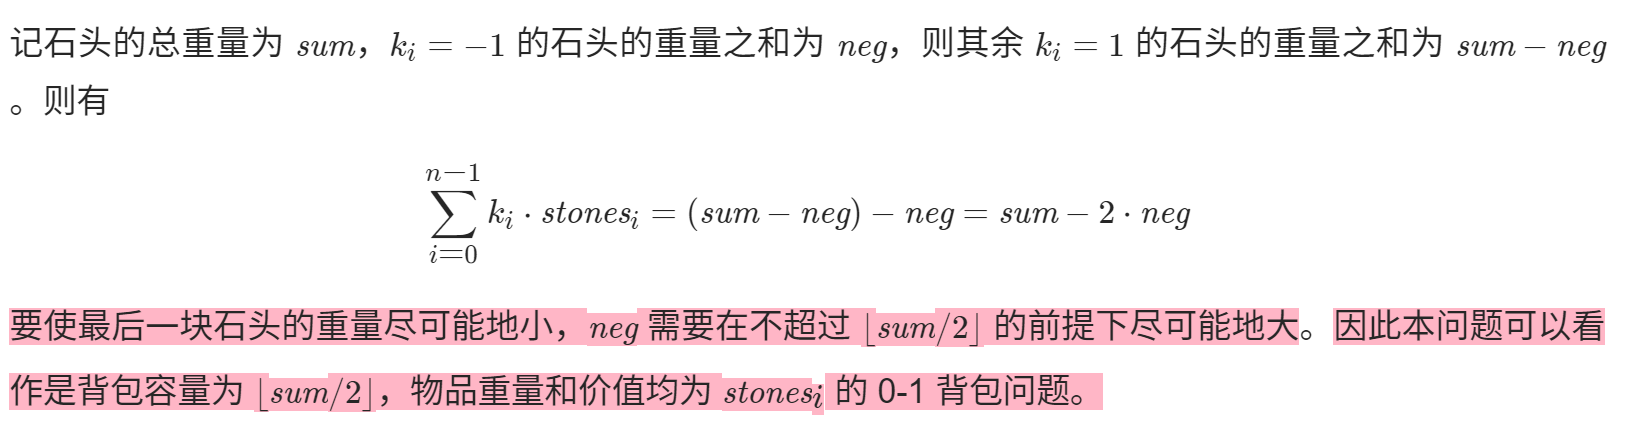 记石头的总重量为 sum，k_i = −1 的石头的重量之和为 neg，则其余 k_i = 1 的石头的重量之和为 sum − neg
。则有
\sum_{i=0}^{n-1} k_i · stones_i = (sum − neg) − neg = sum − 2 · neg
要使最后一块石头的重量尽可能地小，neg 需要在不超过 ⌊sum/2⌋ 的前提下尽可能地大。因此本问题可以看
作是背包容量为 ⌊sum/2⌋，物品重量和价值均为 stones_i 的 0-1 背包问题。